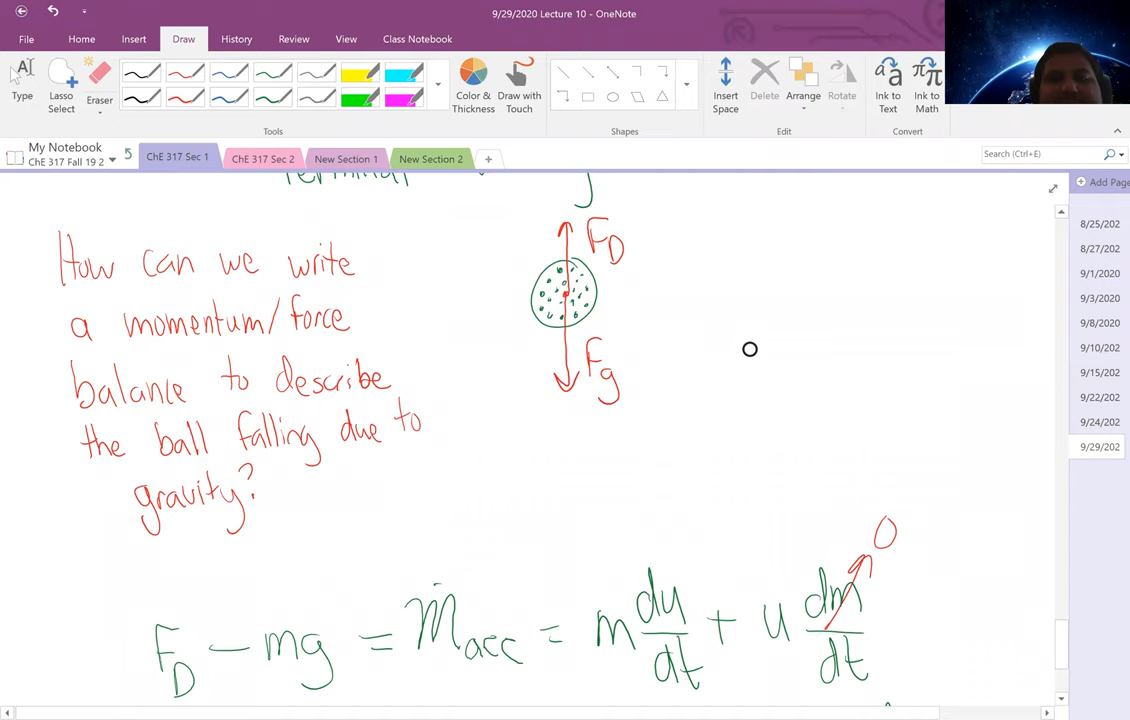 9/29/2020 Lecture 10 - OneNote
File Home Insert Draw History Review View Class Notebook
Type
Lasso Select
Eraser
Color & Thickness
Draw with Touch
Insert Space
Delete
Arrange
Rotate
Ink to Text
Ink to Math
Tools
Shapes
Edit
Convert
My Notebook
ChE 317 Fall 19 2
ChE 317 Sec 1
ChE 317 Sec 2
New Section 1
New Section 2
+
Search (Ctrl+E)
Add Page
8/25/202
8/27/202
9/1/2020
9/3/2020
9/8/2020
9/10/202
9/15/202
9/22/202
9/24/202
9/29/202
Terminal
How can we write
a momentum/force
balance to describe
the ball falling due to
gravity?
F_D
F_g
0
F_D - mg = Ṁ_acc = m du/dt + u dm/dt